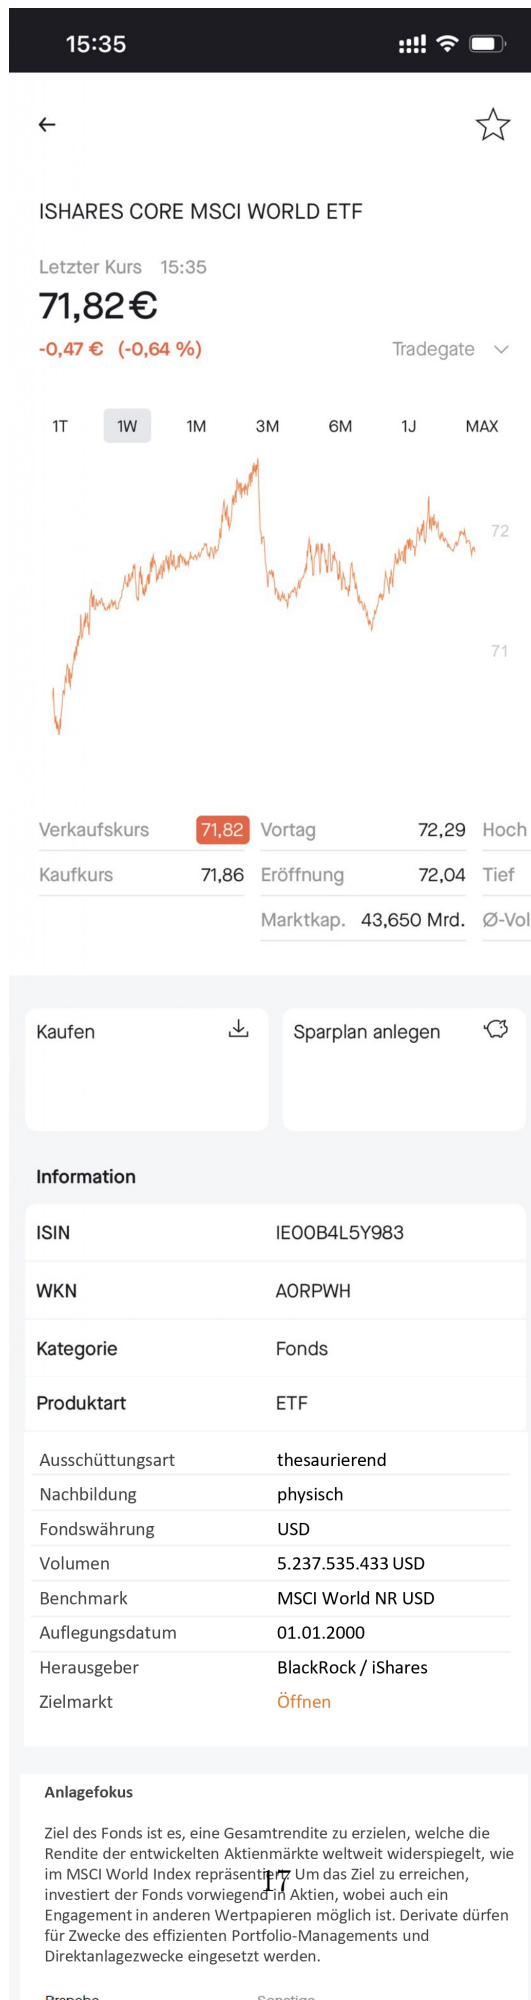 15:35
ISHARES CORE MSCI WORLD ETF
Letzter Kurs 15:35
71,82 €
-0,47 € (-0,64 %)
Tradegate
1T 1W 1M 3M 6M 1J MAX
72
71
Verkaufskurs 71,82 Vortag 72,29 Hoch
Kaufkurs 71,86 Eröffnung 72,04 Tief
Marktkap. 43,650 Mrd. Ø-Vol
Kaufen Sparplan anlegen
Information
ISIN IE00B4L5Y983
WKN A0RPWH
Kategorie Fonds
Produktart ETF
Ausschüttungsart thesaurierend
Nachbildung physisch
Fondswährung USD
Volumen 5.237.535.433 USD
Benchmark MSCI World NR USD
Auflegungsdatum 01.01.2000
Herausgeber BlackRock / iShares
Zielmarkt Öffnen
Anlagefokus
Ziel des Fonds ist es, eine Gesamtrendite zu erzielen, welche die
Rendite der entwickelten Aktienmärkte weltweit widerspiegelt, wie
im MSCI World Index repräsentiert. Um das Ziel zu erreichen,
17
investiert der Fonds vorwiegend in Aktien, wobei auch ein
Engagement in anderen Wertpapieren möglich ist. Derivate dürfen
für Zwecke des effizienten Portfolio-Managements und
Direktanlagezwecke eingesetzt werden.
Branche Sonstige